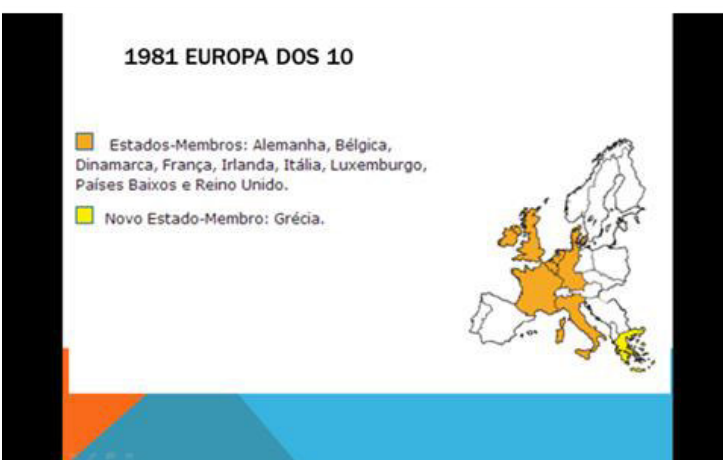 1981 EUROPA DOS 10
Estados-Membros: Alemanha, Bélgica,
Dinamarca, França, Irlanda, Itália, Luxemburgo,
Países Baixos e Reino Unido.
Novo Estado-Membro: Grécia.